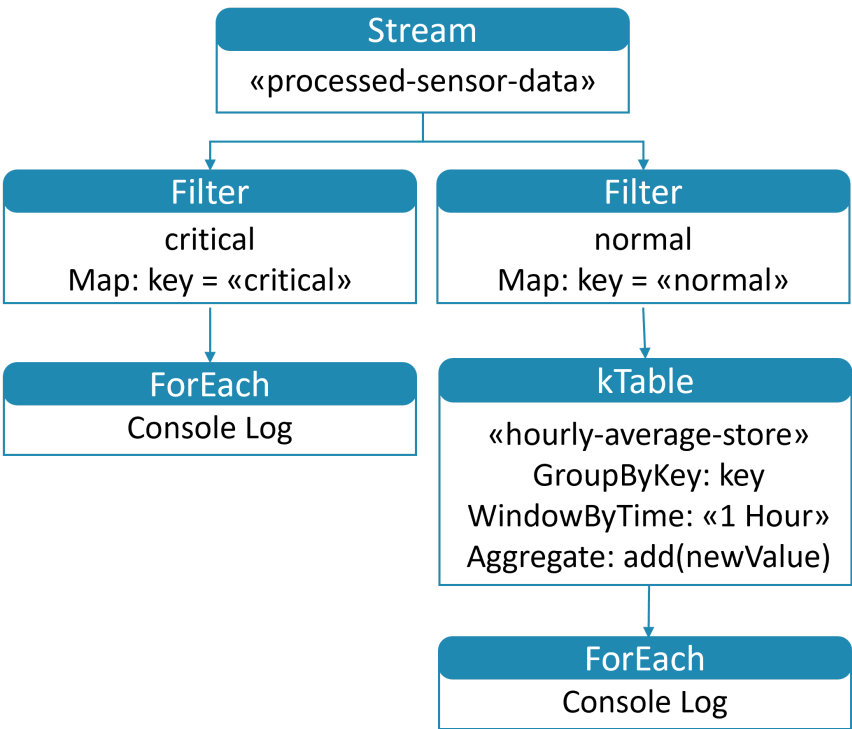 Stream
«processed-sensor-data»
Filter
critical
Map: key = «critical»
Filter
normal
Map: key = «normal»
ForEach
Console Log
kTable
«hourly-average-store»
GroupByKey: key
WindowByTime: «1 Hour»
Aggregate: add(newValue)
ForEach
Console Log